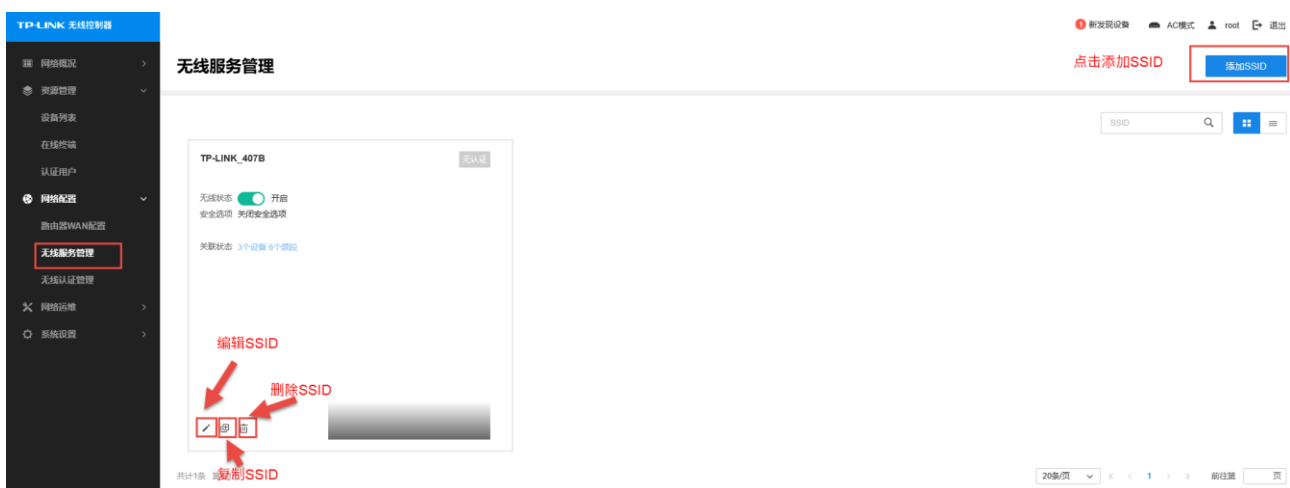 TP-LINK 无线控制器
1 新发现设备 AC模式 root 退出
网络概况
无线服务管理
点击添加SSID
添加SSID
资源管理
设备列表
SSID
在线终端
TP-LINK_407B
无认证
认证用户
网络配置
无线状态 开启
安全选项 关闭安全选项
路由器WAN配置
无线服务管理
关联状态 3个设备 6个频段
无线认证管理
网络运维
系统设置
编辑SSID
删除SSID
复制SSID
共计1条
20条/页 1 前往第 页